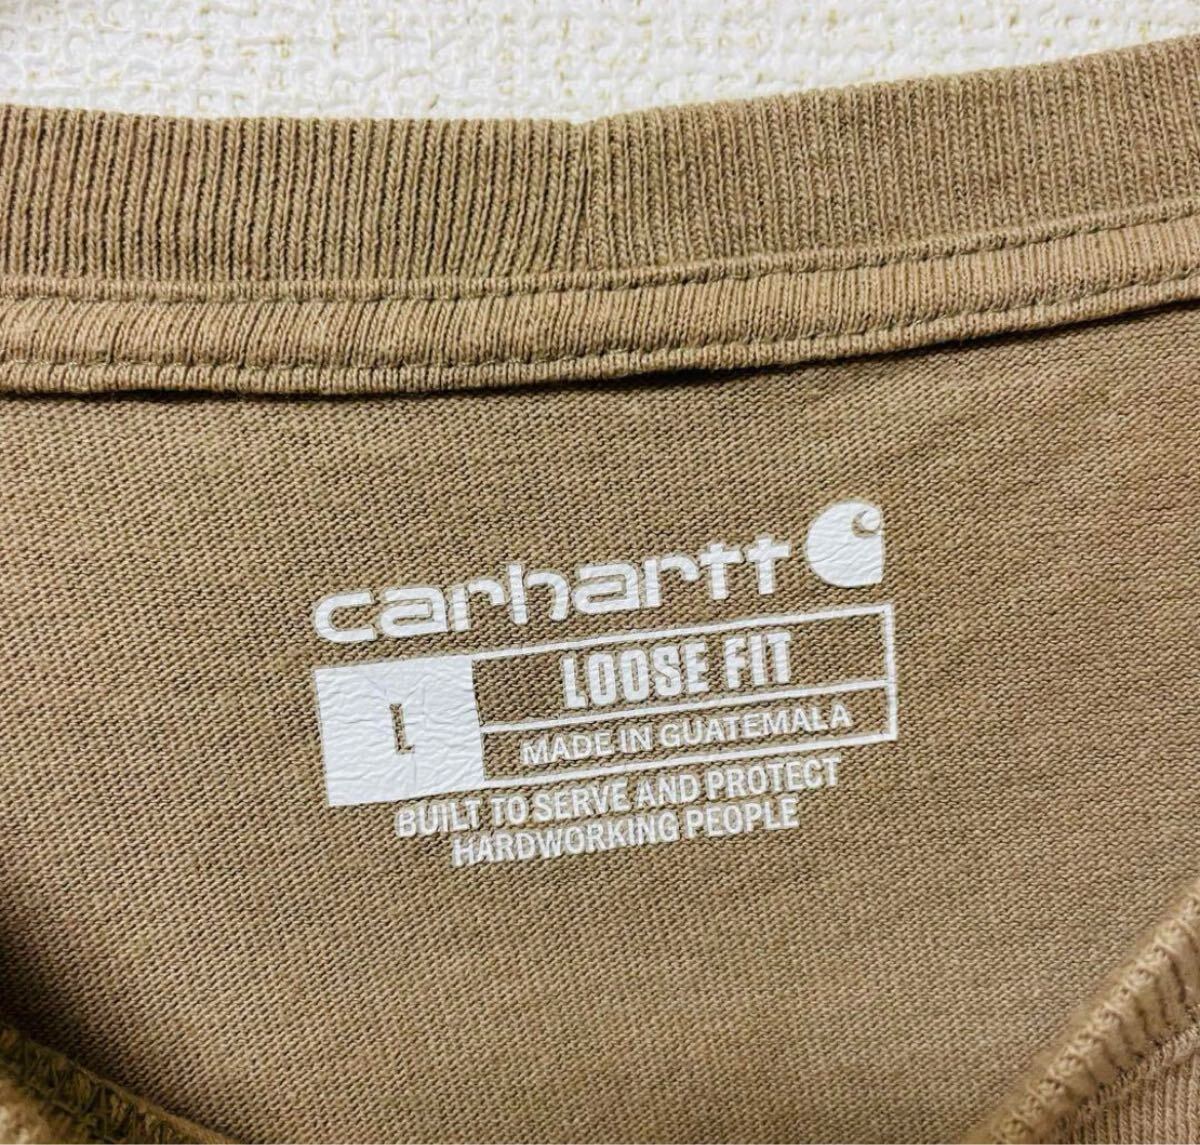 carhartt
L
LOOSE FIT
MADE IN GUATEMALA
BUILT TO SERVE AND PROTECT
HARDWORKING PEOPLE